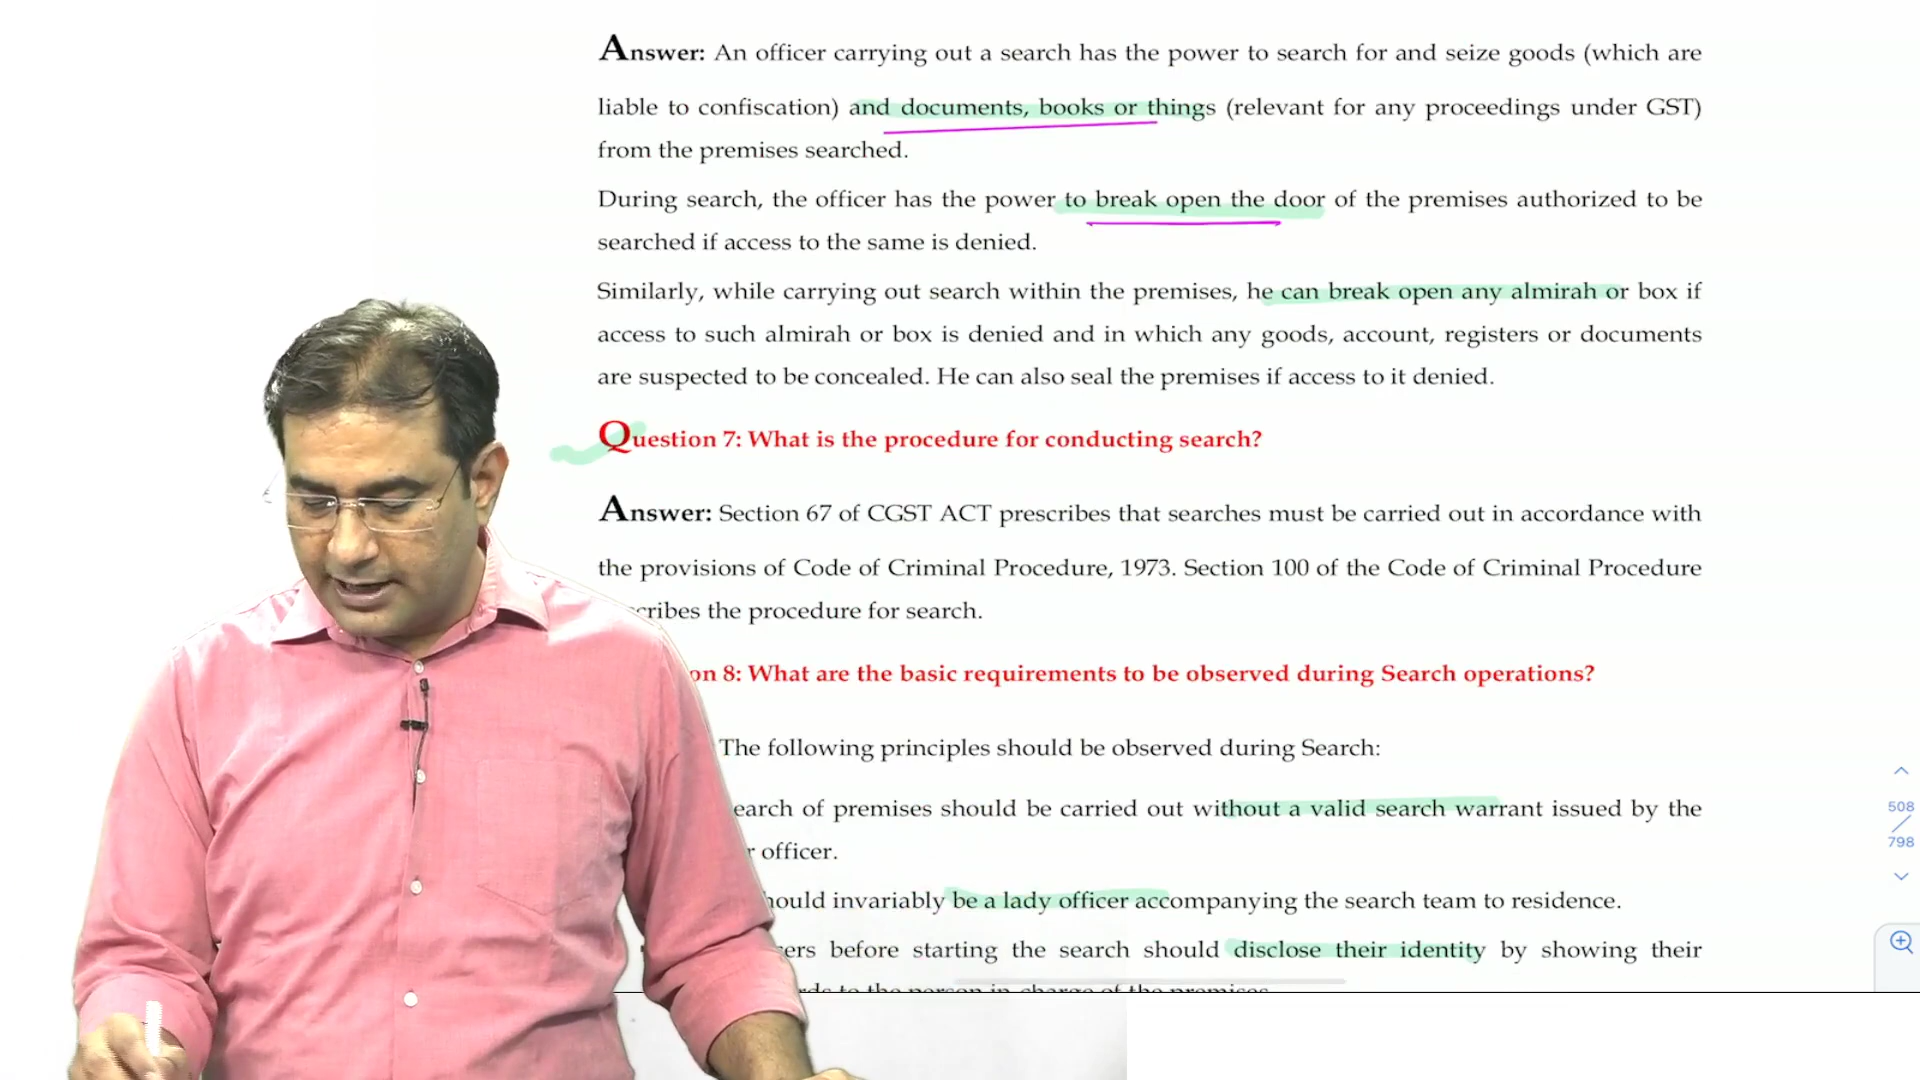 Answer: An officer carrying out a search has the power to search for and seize goods (which are
liable to confiscation) and documents, books or things (relevant for any proceedings under GST)
from the premises searched.
During search, the officer has the power to break open the door of the premises authorized to be
searched if access to the same is denied.
Similarly, while carrying out search within the premises, he can break open any almirah or box if
access to such almirah or box is denied and in which any goods, account, registers or documents
are suspected to be concealed. He can also seal the premises if access to it denied.
Question 7: What is the procedure for conducting search?
Answer: Section 67 of CGST ACT prescribes that searches must be carried out in accordance with
the provisions of Code of Criminal Procedure, 1973. Section 100 of the Code of Criminal Procedure
the procedure for search.
8: What are the basic requirements to be observed during Search operations?
The following principles should be observed during Search:
of premises should be carried out without a valid search warrant issued by the
officer.
invariably be a lady officer accompanying the search team to residence.
before starting the search should disclose their identity by showing their
to the person in-charge of the premises.
508
798